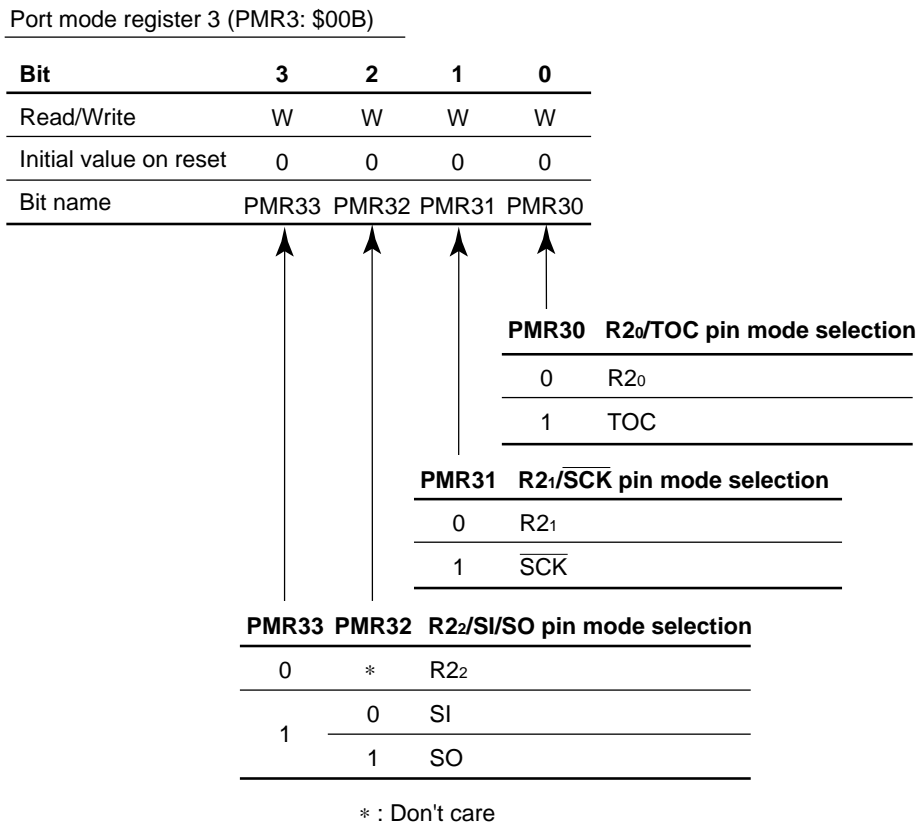 Port mode register 3 (PMR3: $00B)
Bit 3 2 1 0
Read/Write W W W W
Initial value on reset 0 0 0 0
Bit name PMR33 PMR32 PMR31 PMR30
PMR30 R2₀/TOC pin mode selection
0 R2₀
1 TOC
PMR31 R2₁/S̅C̅K̅ pin mode selection
0 R2₁
1 S̅C̅K̅
PMR33 PMR32 R2₂/SI/SO pin mode selection
0 * R2₂
1 0 SI
1 SO
* : Don't care